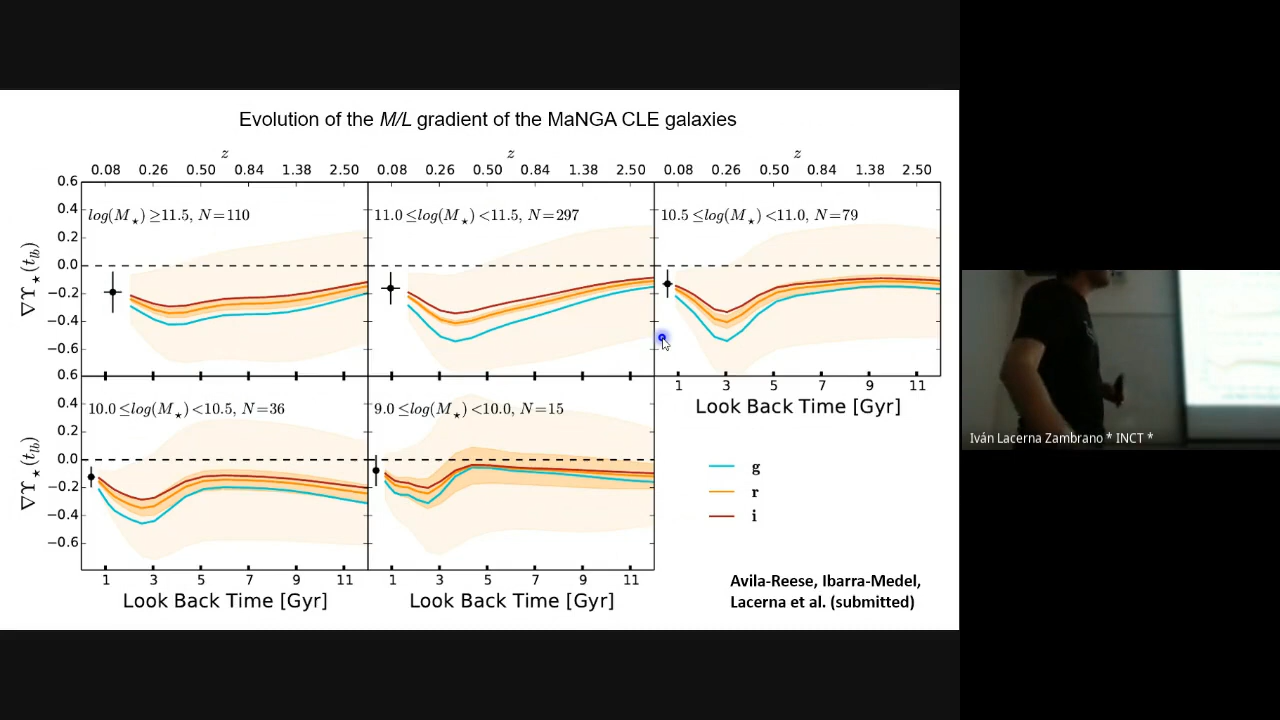 Evolution of the M/L gradient of the MaNGA CLE galaxies
z z z
0.08 0.26 0.50 0.84 1.38 2.50 0.08 0.26 0.50 0.84 1.38 2.50 0.08 0.26 0.50 0.84 1.38 2.50
0.6
0.4
0.2
0.0
−0.2
−0.4
−0.6
∇ϒ⋆(t_lb)
log(M⋆) ≥11.5, N=110
11.0 ≤log(M⋆) <11.5, N=297
10.5 ≤log(M⋆) <11.0, N=79
1 3 5 7 9 11
Look Back Time [Gyr]
0.6
0.4
0.2
0.0
−0.2
−0.4
−0.6
∇ϒ⋆(t_lb)
10.0 ≤log(M⋆) <10.5, N=36
9.0 ≤log(M⋆) <10.0, N=15
1 3 5 7 9 11 1 3 5 7 9 11
Look Back Time [Gyr] Look Back Time [Gyr]
g
r
i
Avila-Reese, Ibarra-Medel,
Lacerna et al. (submitted)
Iván Lacerna Zambrano * INCT *